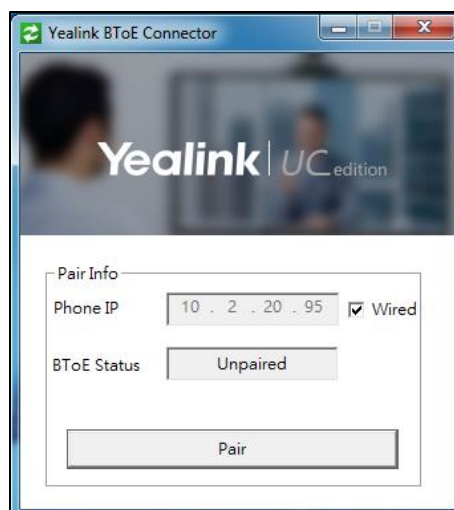 Yealink BToE Connector
Yealink | UC edition
Pair Info
Phone IP 10 . 2 . 20 . 95 Wired
BToE Status Unpaired
Pair